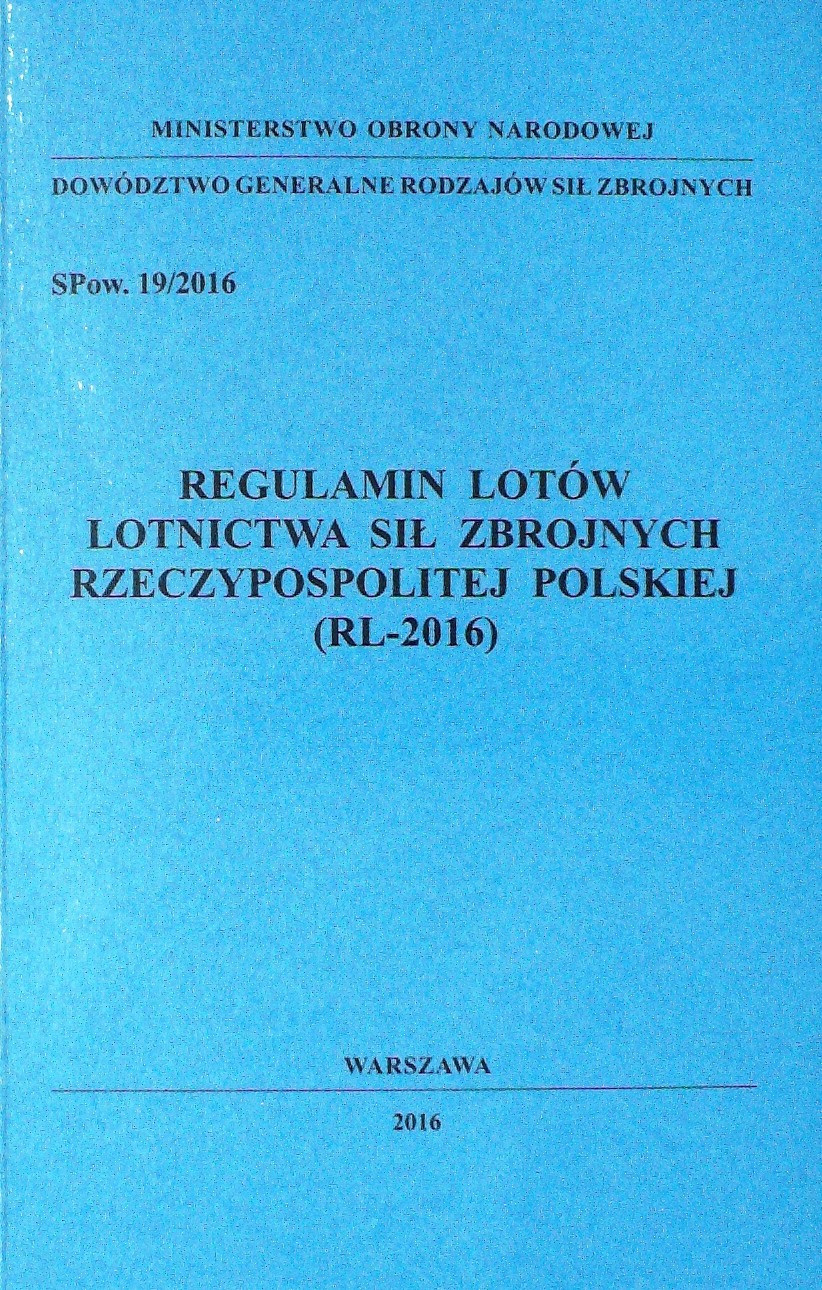 MINISTERSTWO OBRONY NARODOWEJ
DOWÓDZTWO GENERALNE RODZAJÓW SIŁ ZBROJNYCH
SPow. 19/2016
REGULAMIN LOTÓW
LOTNICTWA SIŁ ZBROJNYCH
RZECZYPOSPOLITEJ POLSKIEJ
(RL-2016)
WARSZAWA
2016